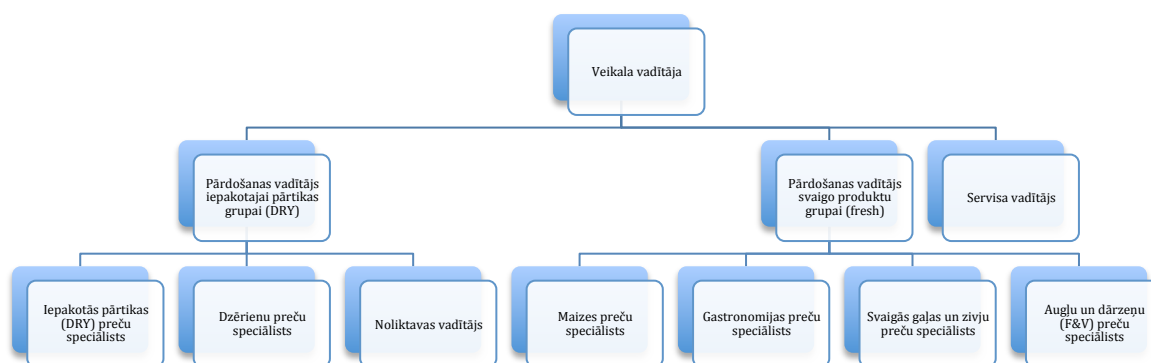 Veikala vadītāja
Pārdošanas vadītājs
iepakotajai pārtikas
grupai (DRY)
Pārdošanas vadītājs
svaigo produktu
grupai (fresh)
Servisa vadītājs
Iepakotās pārtikas
(DRY) preču
speciālists
Dzērienu preču
speciālists
Noliktavas vadītājs
Maizes preču
speciālists
Gastronomijas preču
speciālists
Svaigās gaļas un zivju
preču speciālists
Augļu un dārzeņu
(F&V) preču
speciālists